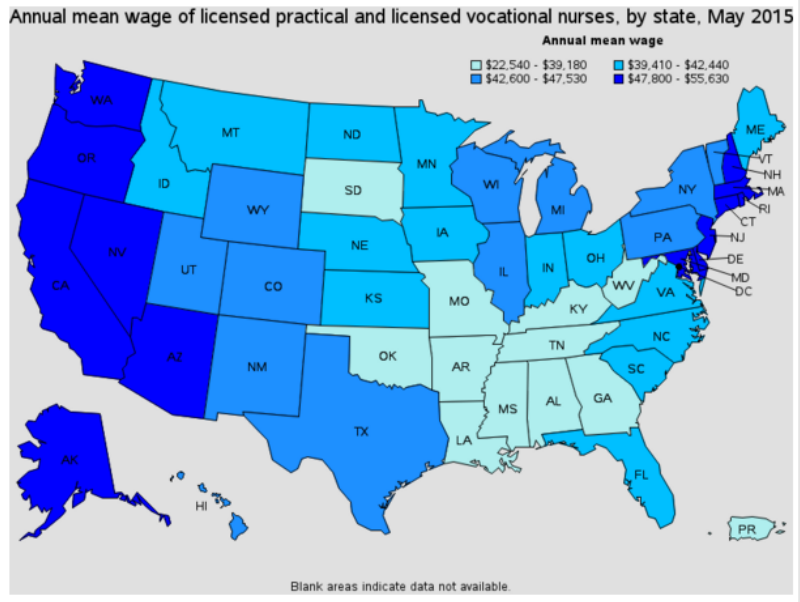 Annual mean wage of licensed practical and licensed vocational nurses, by state, May 2015
Annual mean wage
$22,540 - $39,180
$39,410 - $42,440
$42,600 - $47,530
$47,800 - $55,630
WA
MT
ND
MN
ME
OR
ID
SD
WI
VT
NH
WY
MI
NY
MA
RI
IA
CT
NV
NE
PA
NJ
UT
IL
IN
OH
DE
CO
MD
CA
KS
MO
WV
VA
DC
KY
NC
AZ
OK
TN
NM
AR
SC
MS
AL
GA
TX
LA
AK
FL
HI
PR
Blank areas indicate data not available.